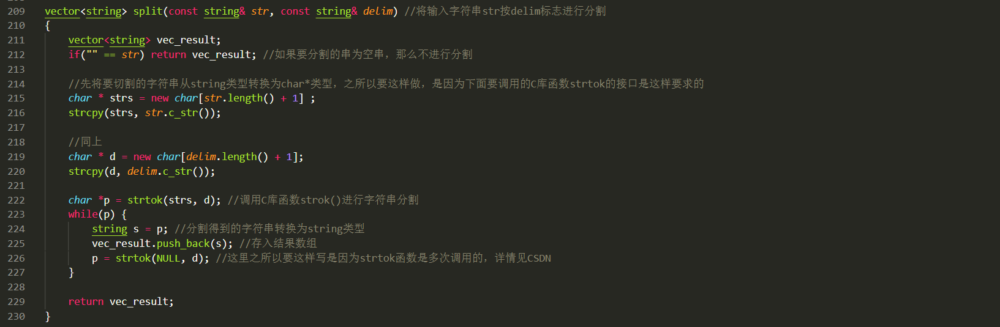 209 vector<string> split(const string& str, const string& delim) //将输入字符串str按delim标志进行分割
210 {
211     vector<string> vec_result;
212     if("" == str) return vec_result; //如果要分割的串为空串，那么不进行分割
213
214     //先将要切割的字符串从string类型转换为char*类型，之所以要这样做，是因为下面要调用的C库函数strtok的接口是这样要求的
215     char * strs = new char[str.length() + 1] ;
216     strcpy(strs, str.c_str());
217
218     //同上
219     char * d = new char[delim.length() + 1];
220     strcpy(d, delim.c_str());
221
222     char *p = strtok(strs, d); //调用C库函数strok()进行字符串分割
223     while(p) {
224         string s = p; //分割得到的字符串转换为string类型
225         vec_result.push_back(s); //存入结果数组
226         p = strtok(NULL, d); //这里之所以要这样写是因为strtok函数是多次调用的，详情见CSDN
227     }
228
229     return vec_result;
230 }